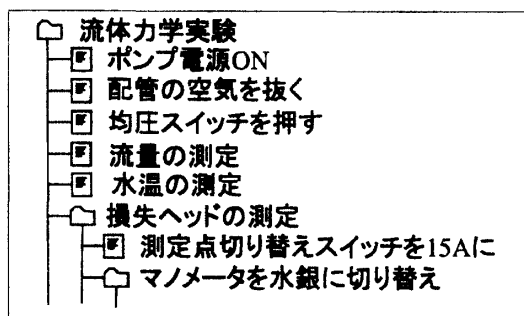 流体力学実験
ポンプ電源ON
配管の空気を抜く
均圧スイッチを押す
流量の測定
水温の測定
損失ヘッドの測定
測定点切り替えスイッチを15Aに
マノメータを水銀に切り替え